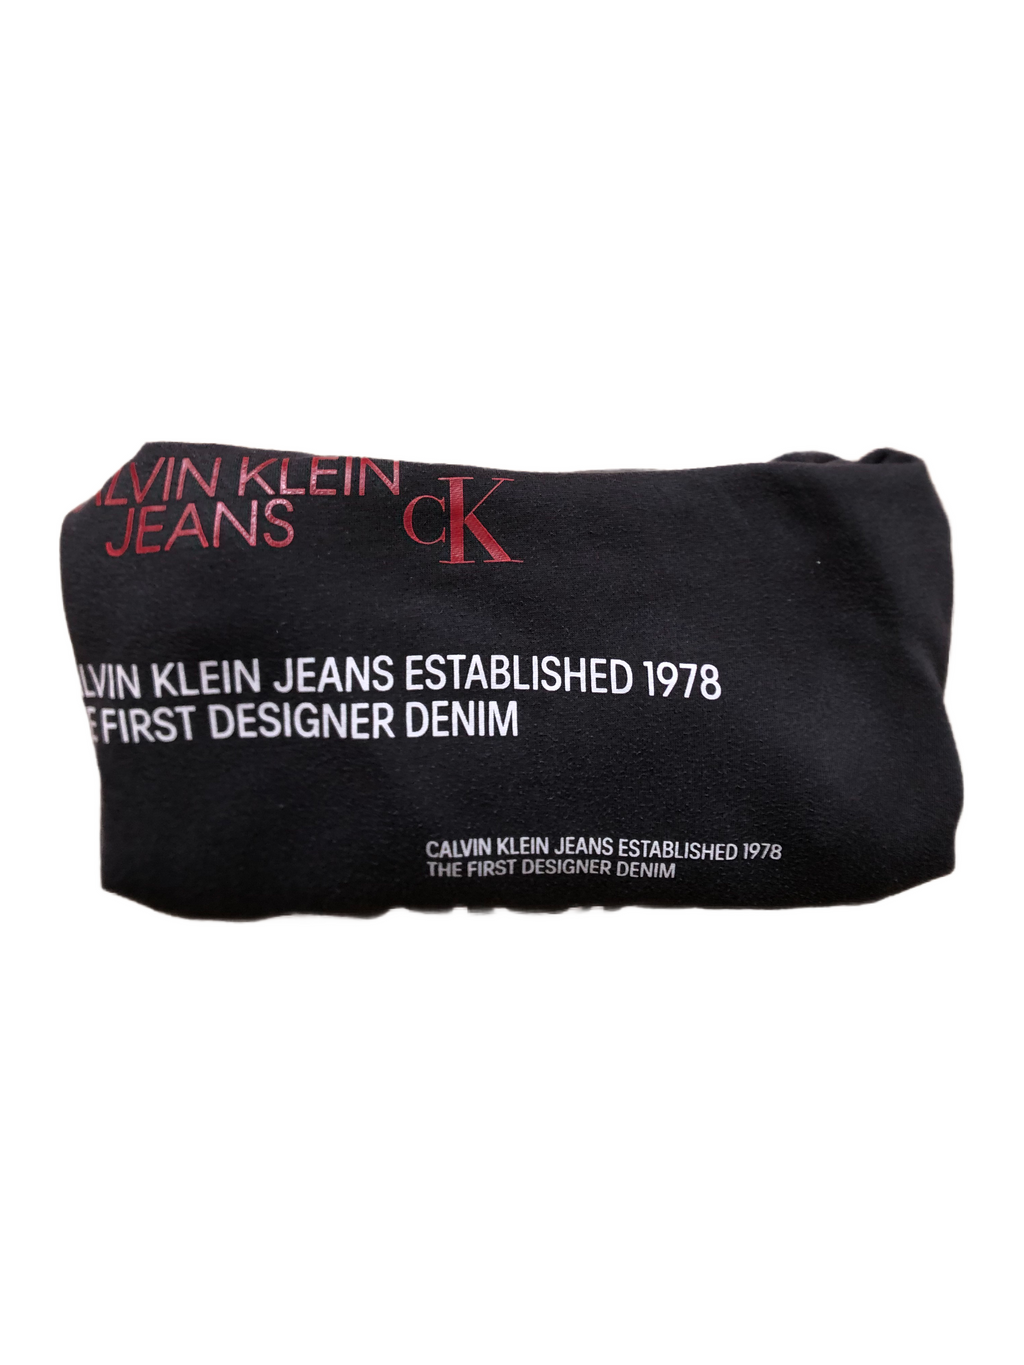 ALVIN KLEIN
JEANS
CK
LVIN KLEIN JEANS ESTABLISHED 1978
E FIRST DESIGNER DENIM
CALVIN KLEIN JEANS ESTABLISHED 1978
THE FIRST DESIGNER DENIM